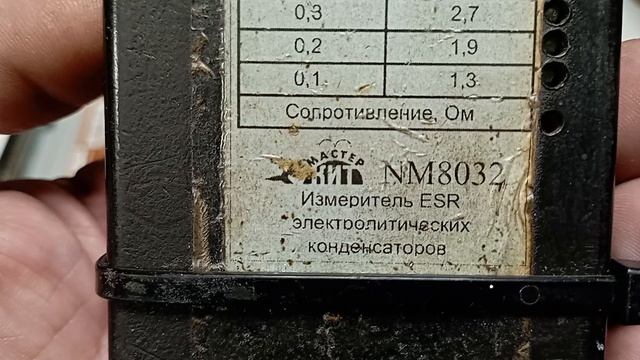 0,3 2,7
0,2 1,9
0,1 1,3
Сопротивление, Ом
МАСТЕР
КИТ NM8032
Измеритель ESR
электролитических
конденсаторов